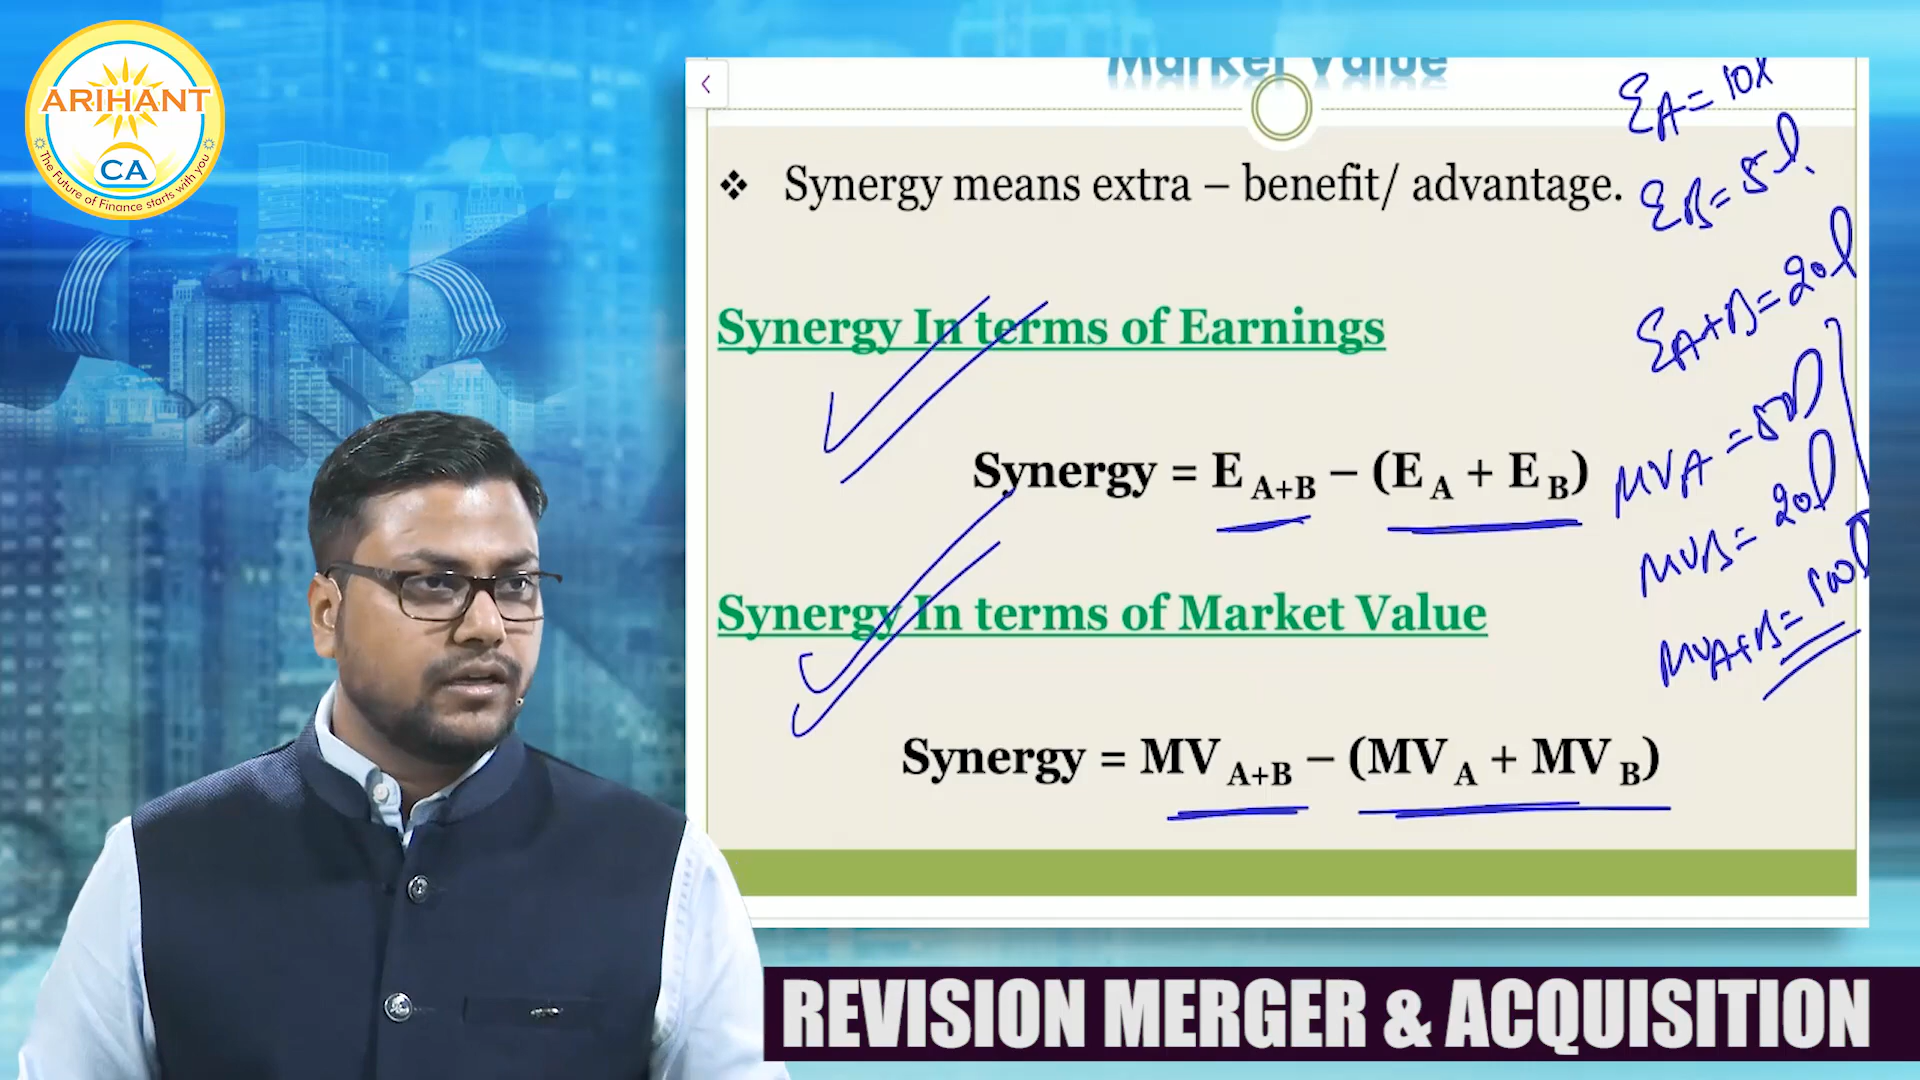 ARIHANT
CA
The Future of Finance starts with you
Market Value
❖ Synergy means extra – benefit/ advantage.
Synergy In terms of Earnings
Synergy = E A+B – (E A + E B)
Synergy In terms of Market Value
Synergy = MV A+B – (MV A + MV B)
EA = 10l
EB = 5l
EA+B = 20l
MVA = 50l
MVB = 20l
MVA+B = 100l
REVISION MERGER & ACQUISITION